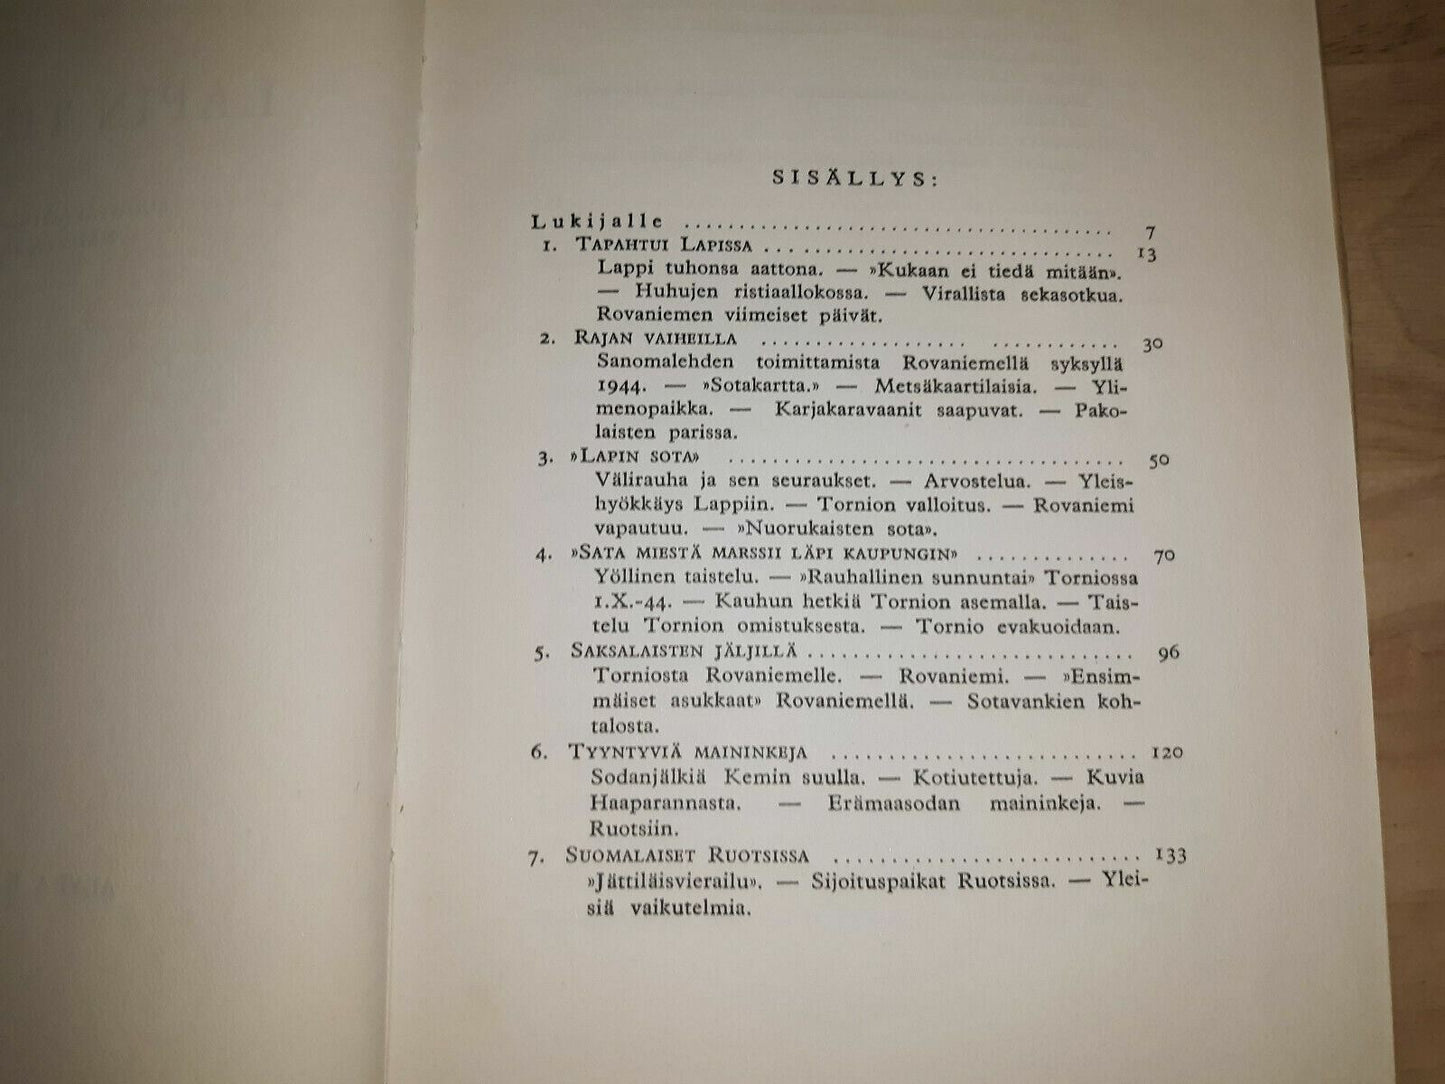 SISÄLLYS:
Lukijalle ........................................ 7
1. Tapahtui Lapissa ................................ 13
Lappi tuhonsa aattona. — »Kukaan ei tiedä mitään».
— Huhujen ristiaallokossa. — Virallista sekasotkua.
Rovaniemen viimeiset päivät.
2. Rajan vaiheilla ................... ............ 30
Sanomalehden toimittamista Rovaniemellä syksyllä
1944. — »Sotakartta.» — Metsäkaartilaisia. — Yli-
menopaikka. — Karjakaravaanit saapuvat. — Pako-
laisten parissa.
3. »Lapin sota» ................................... 50
Välirauha ja sen seuraukset. — Arvostelua. — Yleis-
hyökkäys Lappiin. — Tornion valloitus. — Rovaniemi
vapautuu. — »Nuorukaisten sota».
4. »Sata miestä marssii läpi kaupungin» .............. 70
Yöllinen taistelu. — »Rauhallinen sunnuntai» Torniossa
1.X.-44. — Kauhun hetkiä Tornion asemalla. — Tais-
telu Tornion omistuksesta. — Tornio evakuoidaan.
5. Saksalaisten jäljillä ............................. 96
Torniosta Rovaniemelle. — Rovaniemi. — »Ensim-
mäiset asukkaat» Rovaniemellä. — Sotavankien koh-
talosta.
6. Tyyntyviä maininkeja ........................... 120
Sodanjälkiä Kemin suulla. — Kotiutettuja. — Kuvia
Haaparannasta. — Erämaasodan maininkeja. —
Ruotsiin.
7. Suomalaiset Ruotsissa ........................... 133
»Jättiläisvierailu». — Sijoituspaikat Ruotsissa. — Ylei-
siä vaikutelmia.